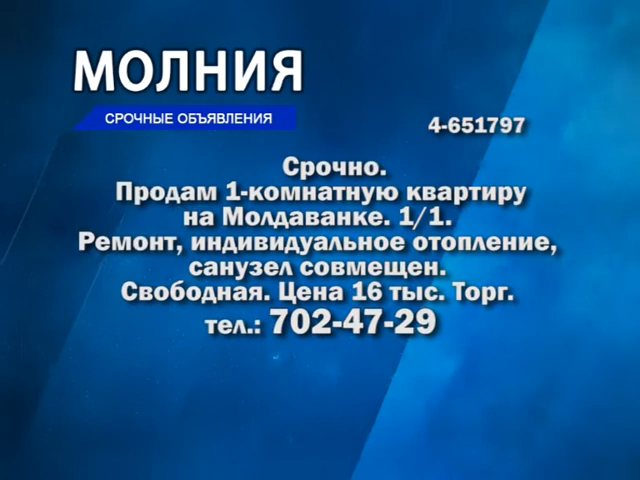 МОЛНИЯ
СРОЧНЫЕ ОБЪЯВЛЕНИЯ
4-651797
Срочно.
Продам 1-комнатную квартиру
на Молдаванке. 1/1.
Ремонт, индивидуальное отопление,
санузел совмещен.
Свободная. Цена 16 тыс. Торг.
тел.: 702-47-29